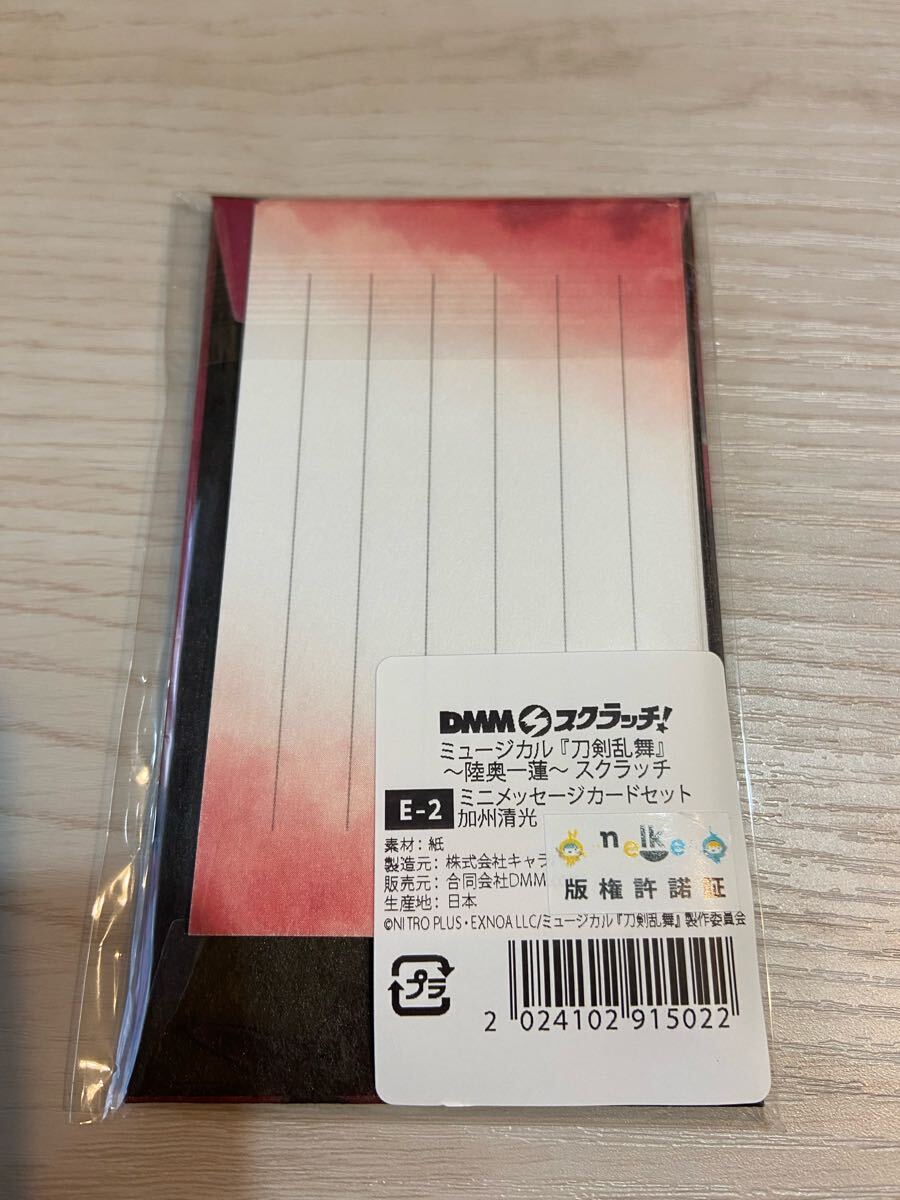 DMM スクラッチ!
ミュージカル『刀剣乱舞』
〜陸奥一蓮〜 スクラッチ
E-2 ミニメッセージカードセット
加州清光
nelke
版権許諾証
素材：紙
製造元：株式会社キャラ
販売元：合同会社DMM.
生産地：日本
©NITRO PLUS・EXNOA LLC/ミュージカル『刀剣乱舞』製作委員会
プラ
2 024102 915022